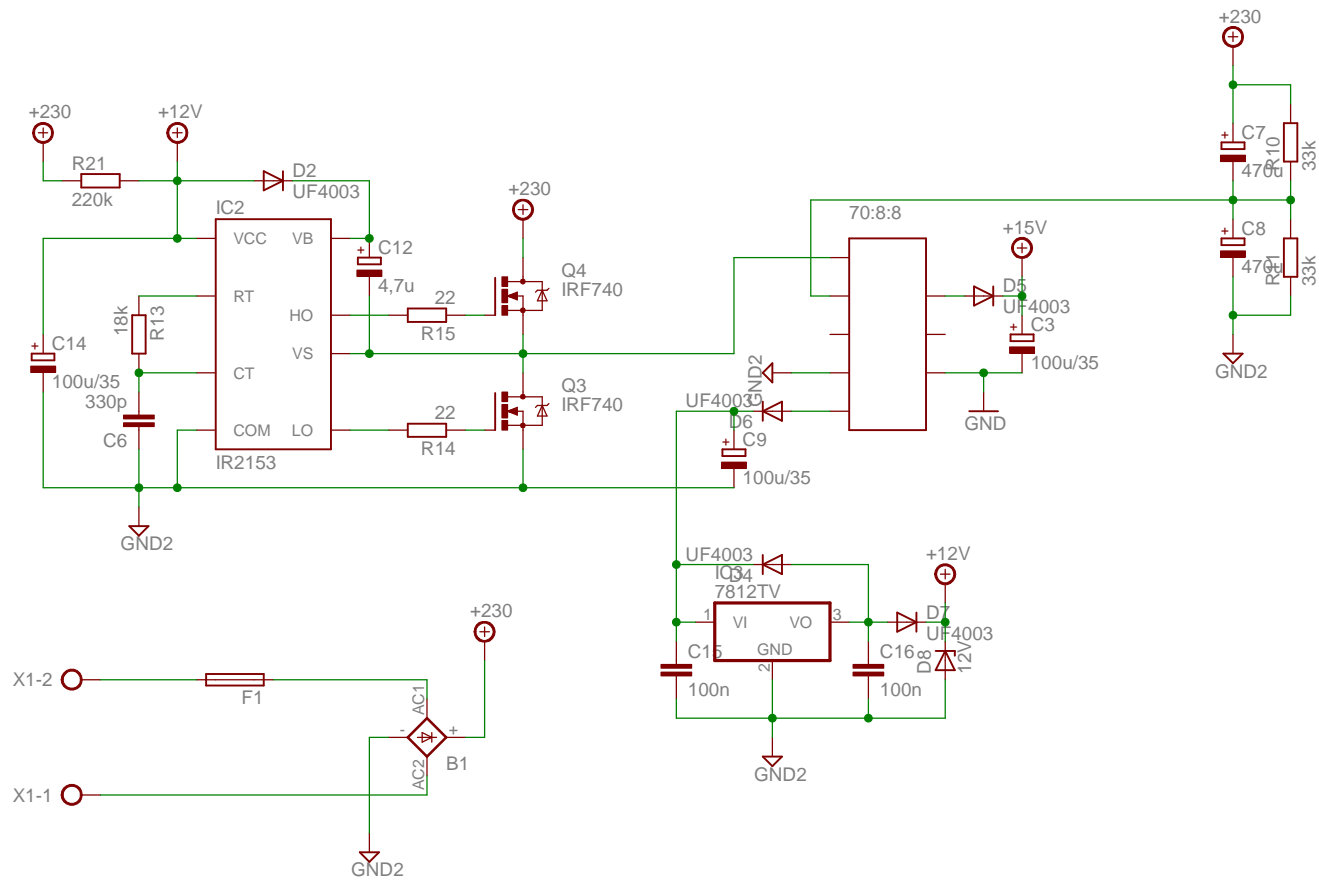 +230
+230
+12V
R21
220k
D2
UF4003
IC2
VCC
VB
RT
HO
VS
CT
COM
LO
IR2153
C12
4,7u
+230
Q4
IRF740
22
R15
Q3
IRF740
22
R14
18k
R13
C14
100u/35
330p
C6
GND2
70:8:8
+15V
D5
UF4003
C3
100u/35
GND
GND2
UF4003
D6
C9
100u/35
C7
470u
R10
33k
C8
470u
R11
33k
GND2
UF4003
D4
IC3
7812TV
1
VI
VO
3
GND
2
C15
100n
C16
100n
+12V
D7
UF4003
D8
12V
GND2
+230
X1-2
F1
AC1
-
+
AC2
B1
X1-1
GND2